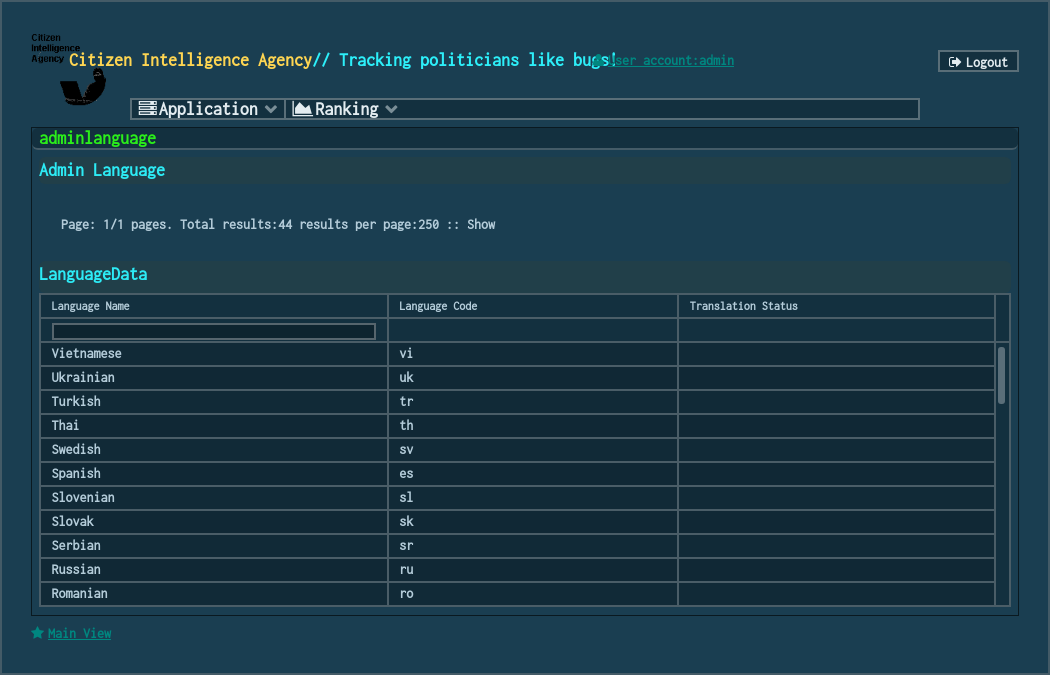 Citizen
Intelligence
Agency
Citizen Intelligence Agency// Tracking politicians like bugs!
User account:admin
Logout
Application
Ranking
adminlanguage
Admin Language
Page: 1/1 pages. Total results:44 results per page:250 :: Show
LanguageData
Language Name Language Code Translation Status
Vietnamese vi
Ukrainian uk
Turkish tr
Thai th
Swedish sv
Spanish es
Slovenian sl
Slovak sk
Serbian sr
Russian ru
Romanian ro
Main View